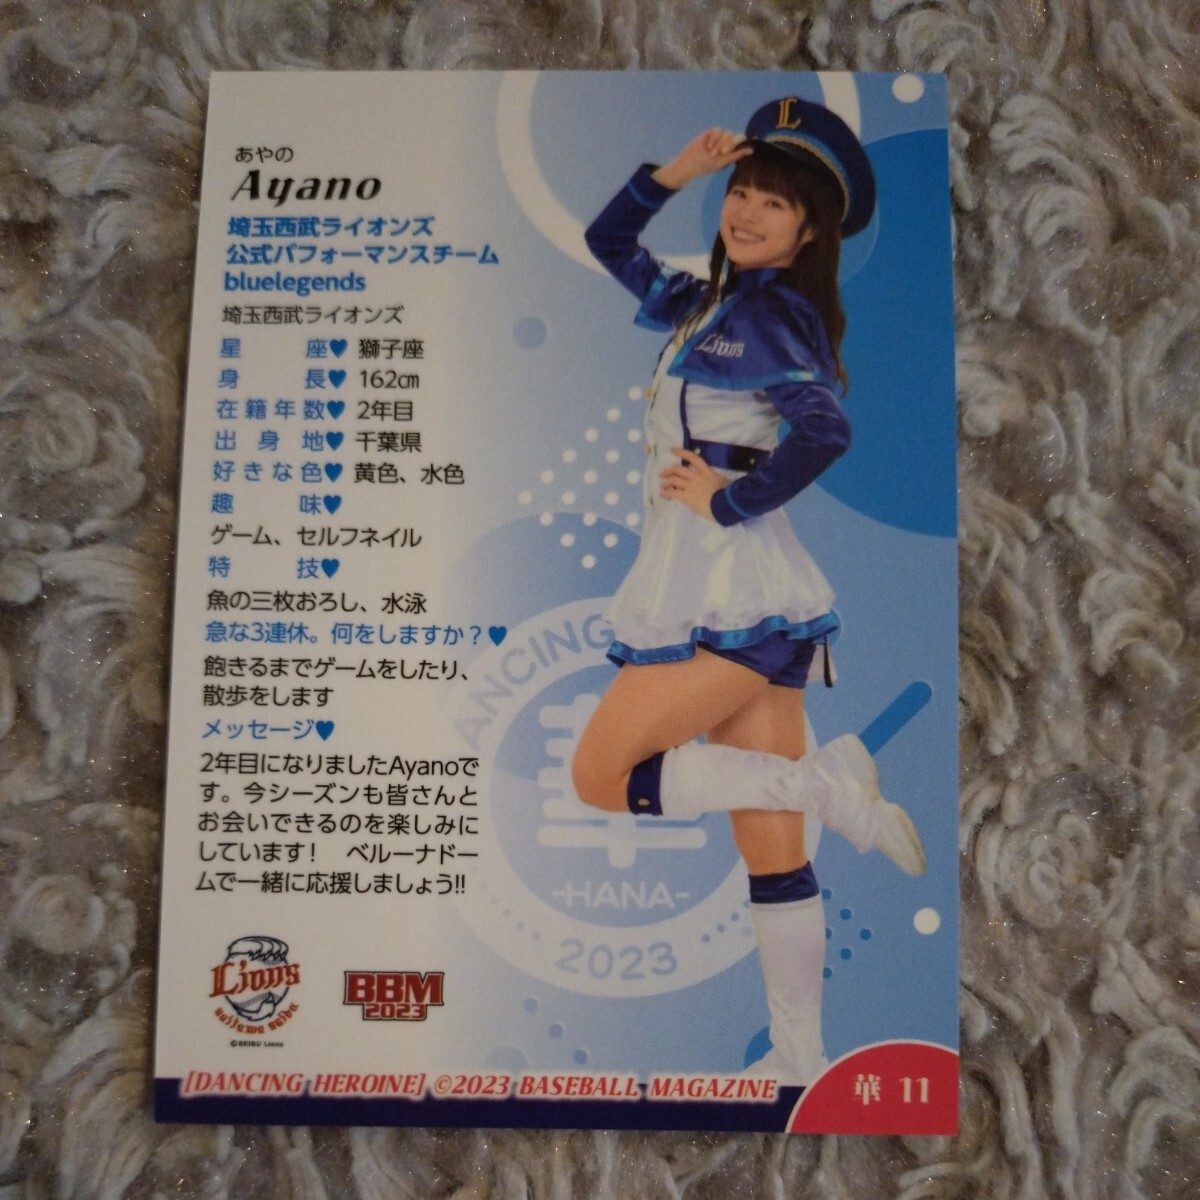 あやの
Ayano
埼玉西武ライオンズ
公式パフォーマンスチーム
bluelegends
埼玉西武ライオンズ
星座♥ 獅子座
身長♥ 162㎝
在籍年数♥ 2年目
出身地♥ 千葉県
好きな色♥ 黄色、水色
趣味♥
ゲーム、セルフネイル
特技♥
魚の三枚おろし、水泳
急な3連休。何をしますか？♥
飽きるまでゲームをしたり、
散歩をします
メッセージ♥
2年目になりましたAyanoで
す。今シーズンも皆さんと
お会いできるのを楽しみに
しています！　ベルーナドー
ムで一緒に応援しましょう!!
L
Lions
DANCING
-HANA-
2023
Lions
saitama seibu
©SEIBU Lions
BBM
2023
[DANCING HEROINE] ©2023 BASEBALL MAGAZINE
華 11